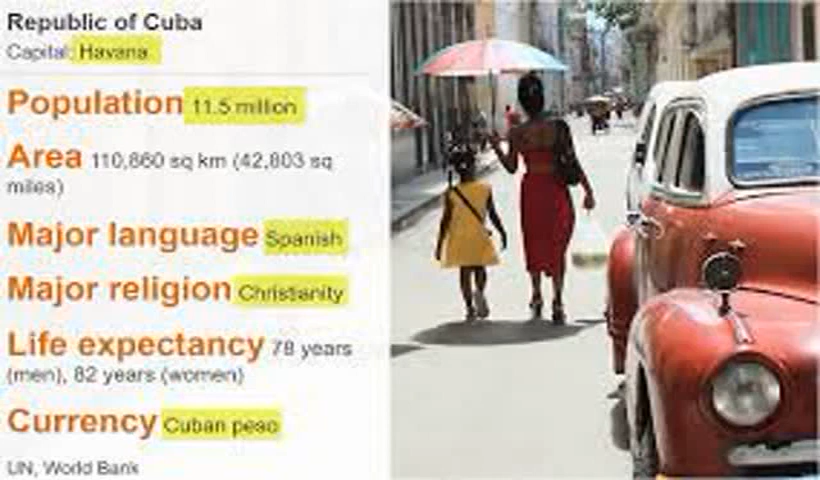 Republic of Cuba
Capital: Havana
Population 11.5 million
Area 110,860 sq km (42,803 sq
miles)
Major language Spanish
Major religion Christianity
Life expectancy 78 years
(men), 82 years (women)
Currency Cuban peso
UN, World Bank